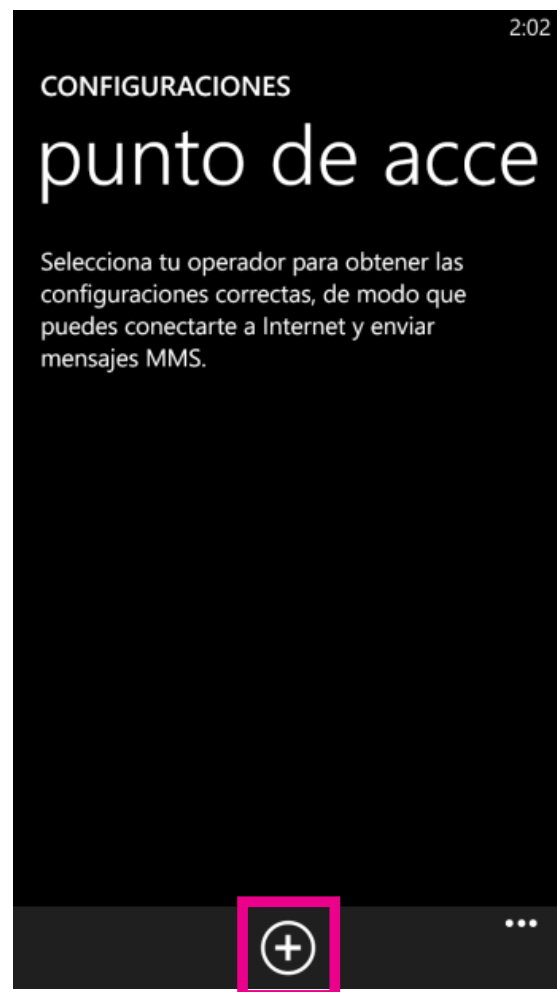 2:02
CONFIGURACIONES
punto de acce
Selecciona tu operador para obtener las
configuraciones correctas, de modo que
puedes conectarte a Internet y enviar
mensajes MMS.